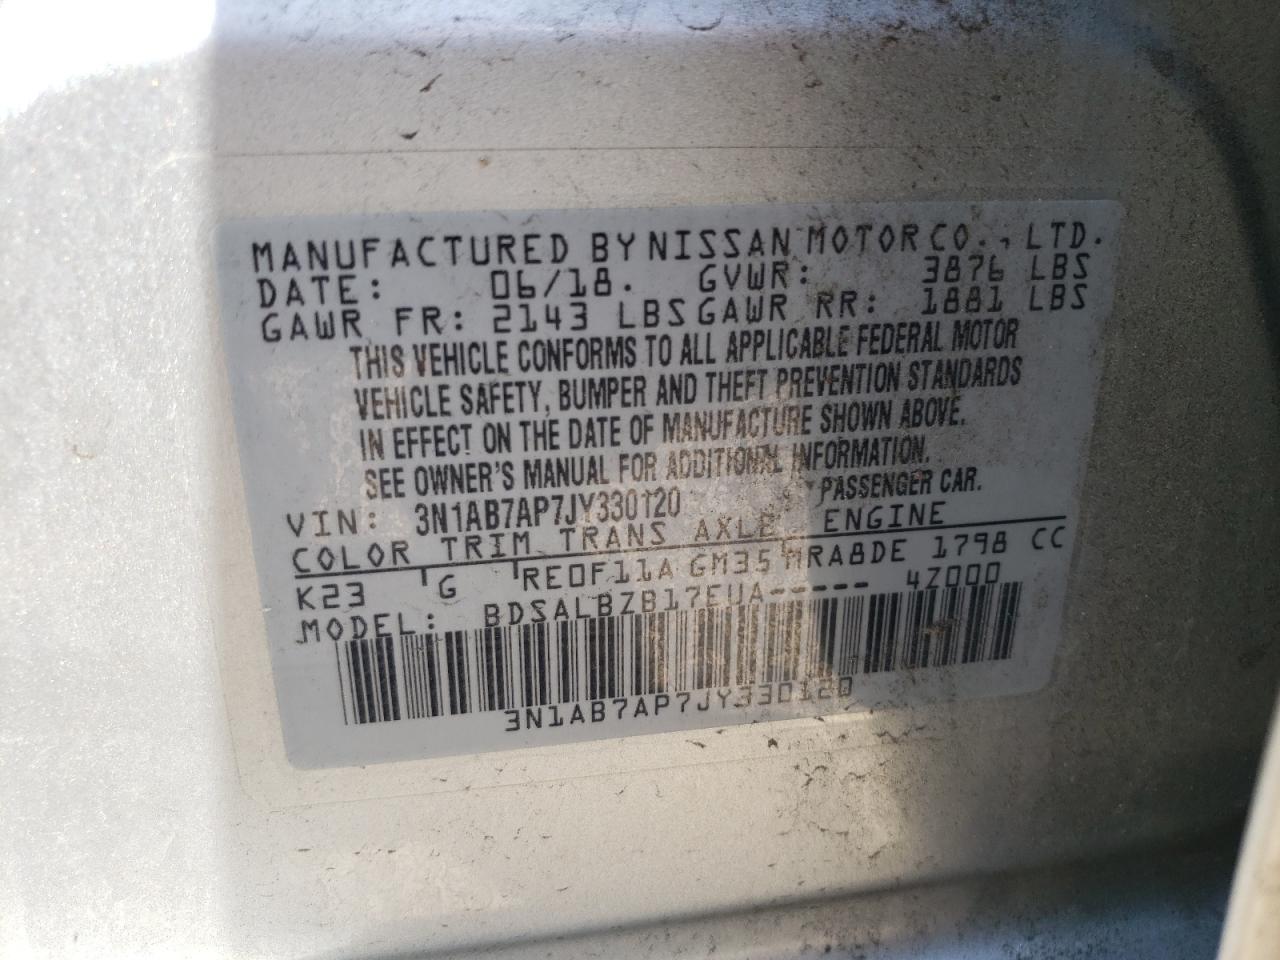 MANUFACTURED BY NISSAN MOTOR CO., LTD.
DATE: 06/18. GVWR: 3876 LBS
GAWR FR: 2143 LBS GAWR RR: 1881 LBS
THIS VEHICLE CONFORMS TO ALL APPLICABLE FEDERAL MOTOR
VEHICLE SAFETY, BUMPER AND THEFT PREVENTION STANDARDS
IN EFFECT ON THE DATE OF MANUFACTURE SHOWN ABOVE.
SEE OWNER'S MANUAL FOR ADDITIONAL INFORMATION.
VIN: 3N1AB7AP7JY330120 PASSENGER CAR.
COLOR TRIM TRANS AXLE ENGINE
K23 G RE0F11A GM35 MRA8DE 1798 CC
MODEL: BDSALBZB17EUA----- 4Z000
3N1AB7AP7JY330120